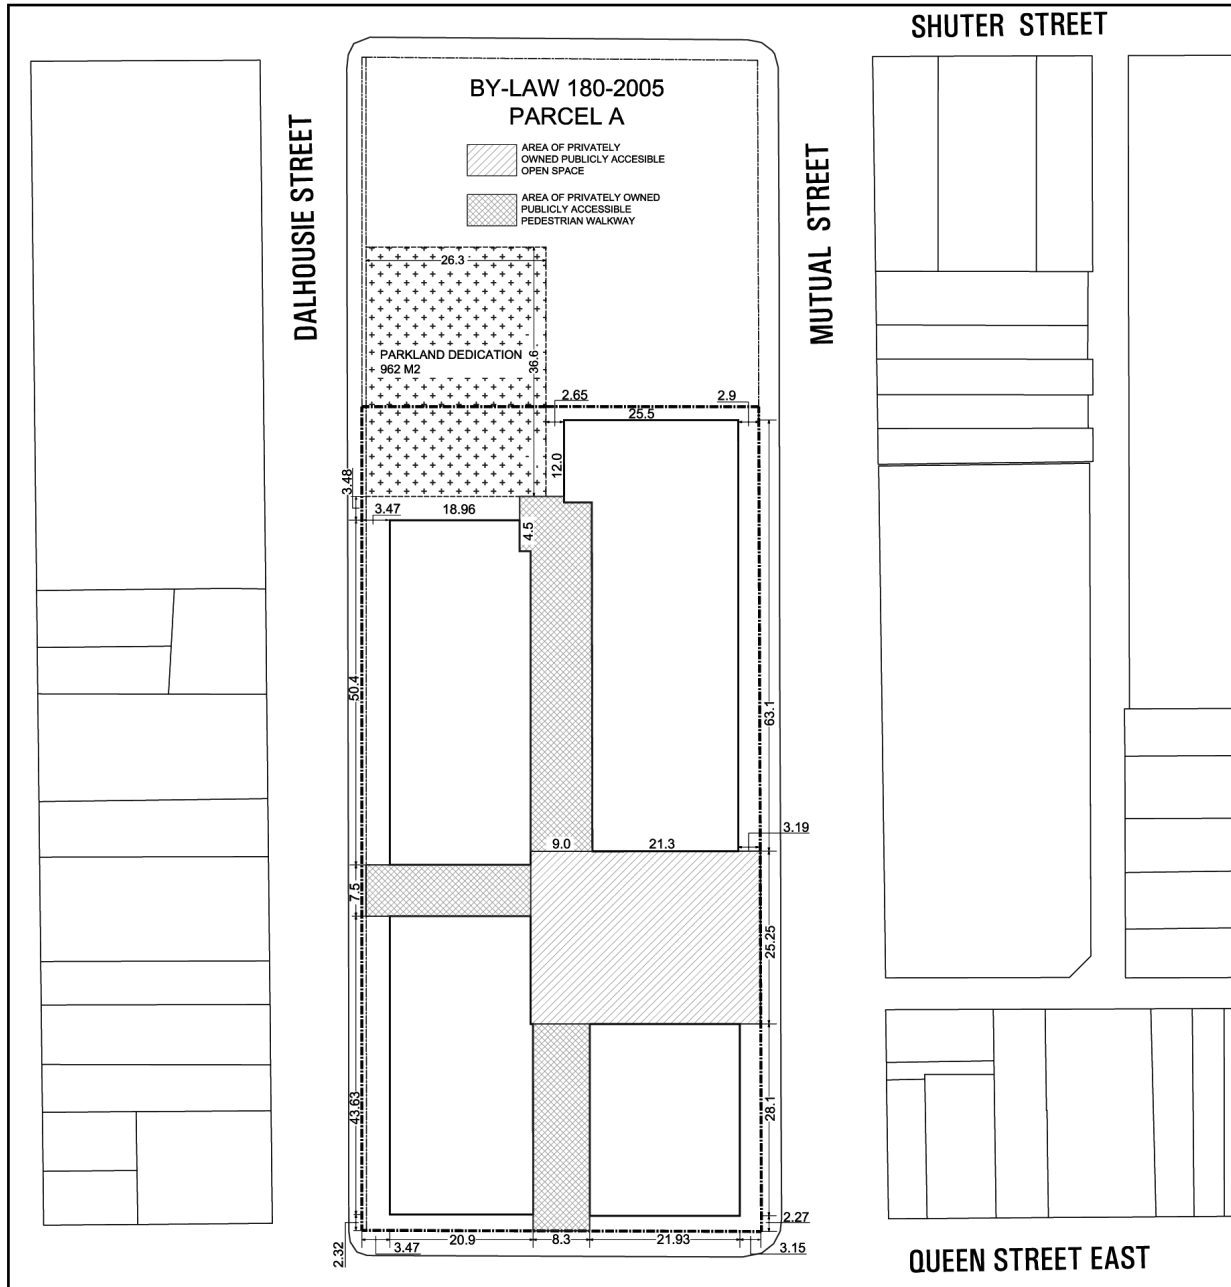 SHUTER STREET
BY-LAW 180-2005
PARCEL A
AREA OF PRIVATELY
OWNED PUBLICLY ACCESIBLE
OPEN SPACE
AREA OF PRIVATELY OWNED
PUBLICLY ACCESSIBLE
PEDESTRIAN WALKWAY
DALHOUSIE STREET
MUTUAL STREET
26.3
PARKLAND DEDICATION
962 M2
36.6
2.65
2.9
25.5
12.0
3.48
3.47
18.96
4.5
50.4
63.1
3.19
9.0
21.3
7.5
25.25
43.63
28.1
2.27
2.32
3.47
20.9
8.3
21.93
3.15
QUEEN STREET EAST